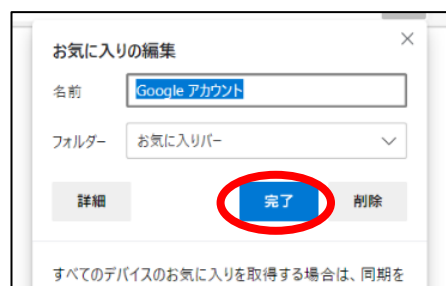 お気に入りの編集
名前 Google アカウント
フォルダー お気に入りバー
詳細 完了 削除
すべてのデバイスのお気に入りを取得する場合は、同期を